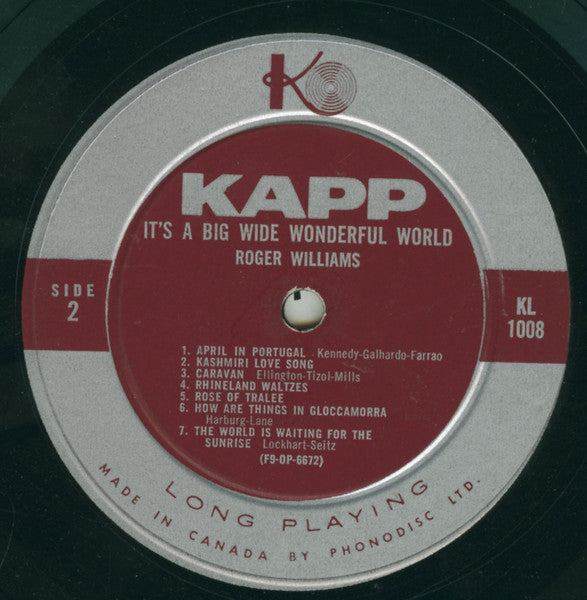 K
KAPP
IT'S A BIG WIDE WONDERFUL WORLD
ROGER WILLIAMS
SIDE
2
KL
1008
1. APRIL IN PORTUGAL Kennedy-Galhardo-Farrao
2. KASHMIRI LOVE SONG
3. CARAVAN Ellington-Tizol-Mills
4. RHINELAND WALTZES
5. ROSE OF TRALEE
6. HOW ARE THINGS IN GLOCCAMORRA
Harburg-Lane
7. THE WORLD IS WAITING FOR THE
SUNRISE Lockhart-Seitz
(F9-OP-6672)
LONG PLAYING
MADE IN CANADA BY PHONODISC LTD.